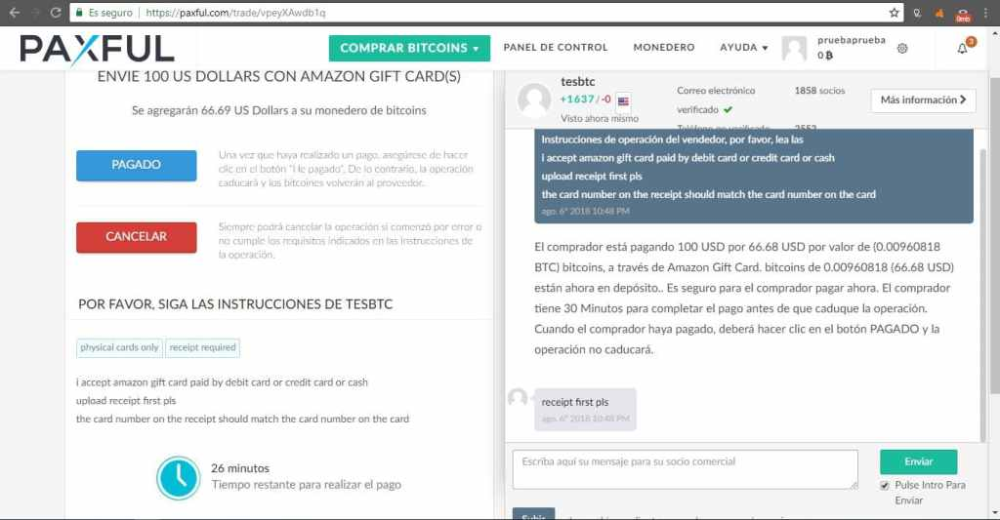 Es seguro | https://paxful.com/trade/vpeyXAwdb1q
0mb
PAXFUL
COMPRAR BITCOINS
PANEL DE CONTROL
MONEDERO
AYUDA
pruebaprueba
0
3
ENVIE 100 US DOLLARS CON AMAZON GIFT CARD(S)
Se agregarán 66.69 US Dollars a su monedero de bitcoins
PAGADO
Una vez que haya realizado un pago, asegúrese de hacer
clic en el botón "He pagado", De lo contrario, la operación
caducará y los bitcoines volverán al proveedor..
CANCELAR
Siempre podrá cancelar la operación si comenzó por error o
no cumple los requisitos indicados en las instrucciones de
la operación.
POR FAVOR, SIGA LAS INSTRUCCIONES DE TESBTC
physical cards only
receipt required
i accept amazon gift card paid by debit card or credit card or cash
upload receipt first pls
the card number on the receipt should match the card number on the card
26 minutos
Tiempo restante para realizar el pago
tesbtc
+1637 / -0
Visto ahora mismo
Correo electrónico
verificado
Teléfono no verificado
1858 socios
2552
Más información
Instrucciones de operación del vendedor, por favor, lea las
i accept amazon gift card paid by debit card or credit card or cash
upload receipt first pls
the card number on the receipt should match the card number on the card
ago. 6º 2018 10:48 PM
El comprador está pagando 100 USD por 66.68 USD por valor de (0.00960818
BTC) bitcoins, a través de Amazon Gift Card. bitcoins de 0.00960818 (66.68 USD)
están ahora en depósito.. Es seguro para el comprador pagar ahora. El comprador
tiene 30 Minutos para completar el pago antes de que caduque la operación.
Cuando el comprador haya pagado, deberá hacer clic en el botón PAGADO y la
operación no caducará.
receipt first pls
ago. 6º 2018 10:48 PM
Escriba aquí su mensaje para su socio comercial
Enviar
Pulse Intro Para
Enviar
Subir